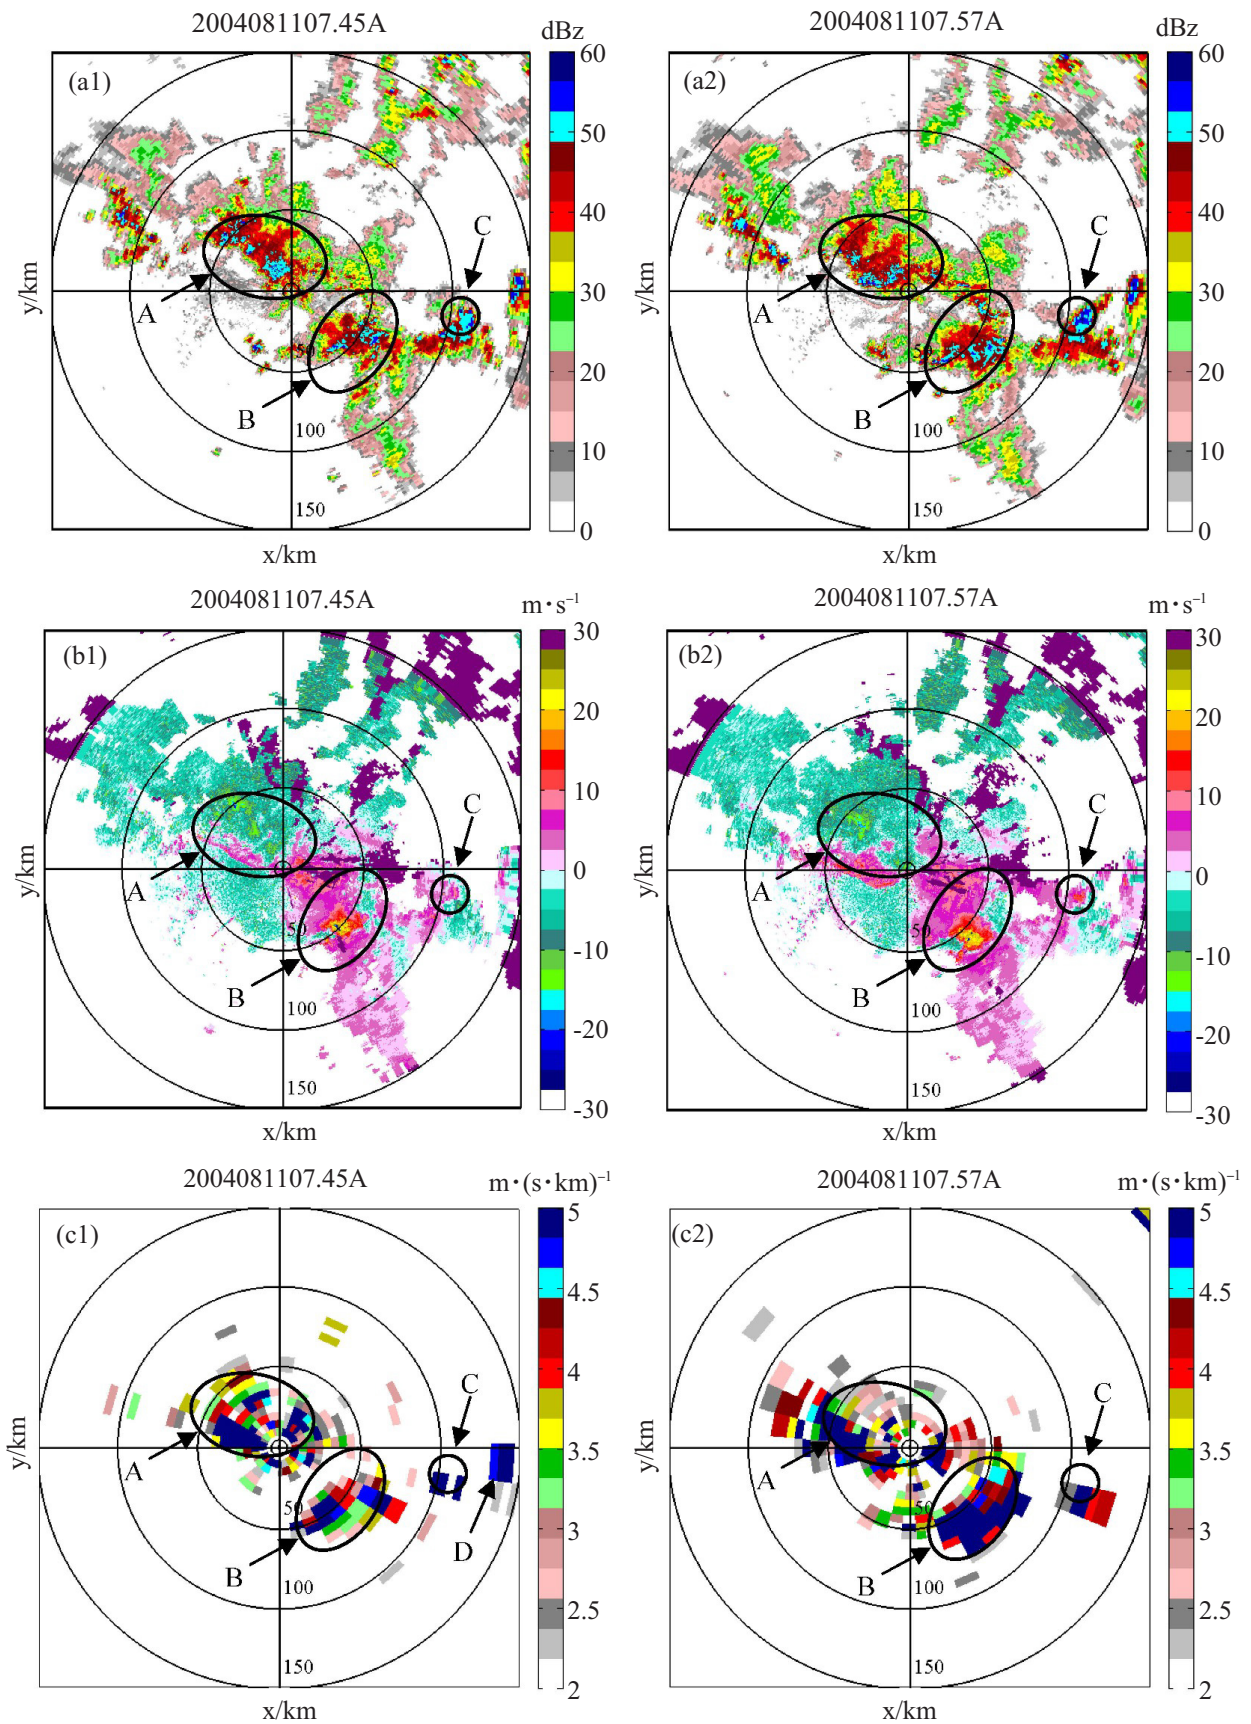 2004081107.45A
dBz
(a1)
60
50
40
30
20
10
0
A
B
C
50
100
150
y/km
x/km
2004081107.57A
dBz
(a2)
60
50
40
30
20
10
0
A
B
C
50
100
150
y/km
x/km
2004081107.45A
m·s⁻¹
(b1)
30
20
10
0
-10
-20
-30
A
B
C
50
100
150
y/km
x/km
2004081107.57A
m·s⁻¹
(b2)
30
20
10
0
-10
-20
-30
A
B
C
50
100
150
y/km
x/km
2004081107.45A
m·(s·km)⁻¹
(c1)
5
4.5
4
3.5
3
2.5
2
A
B
C
D
50
100
150
y/km
x/km
2004081107.57A
m·(s·km)⁻¹
(c2)
5
4.5
4
3.5
3
2.5
2
A
B
C
50
100
150
y/km
x/km